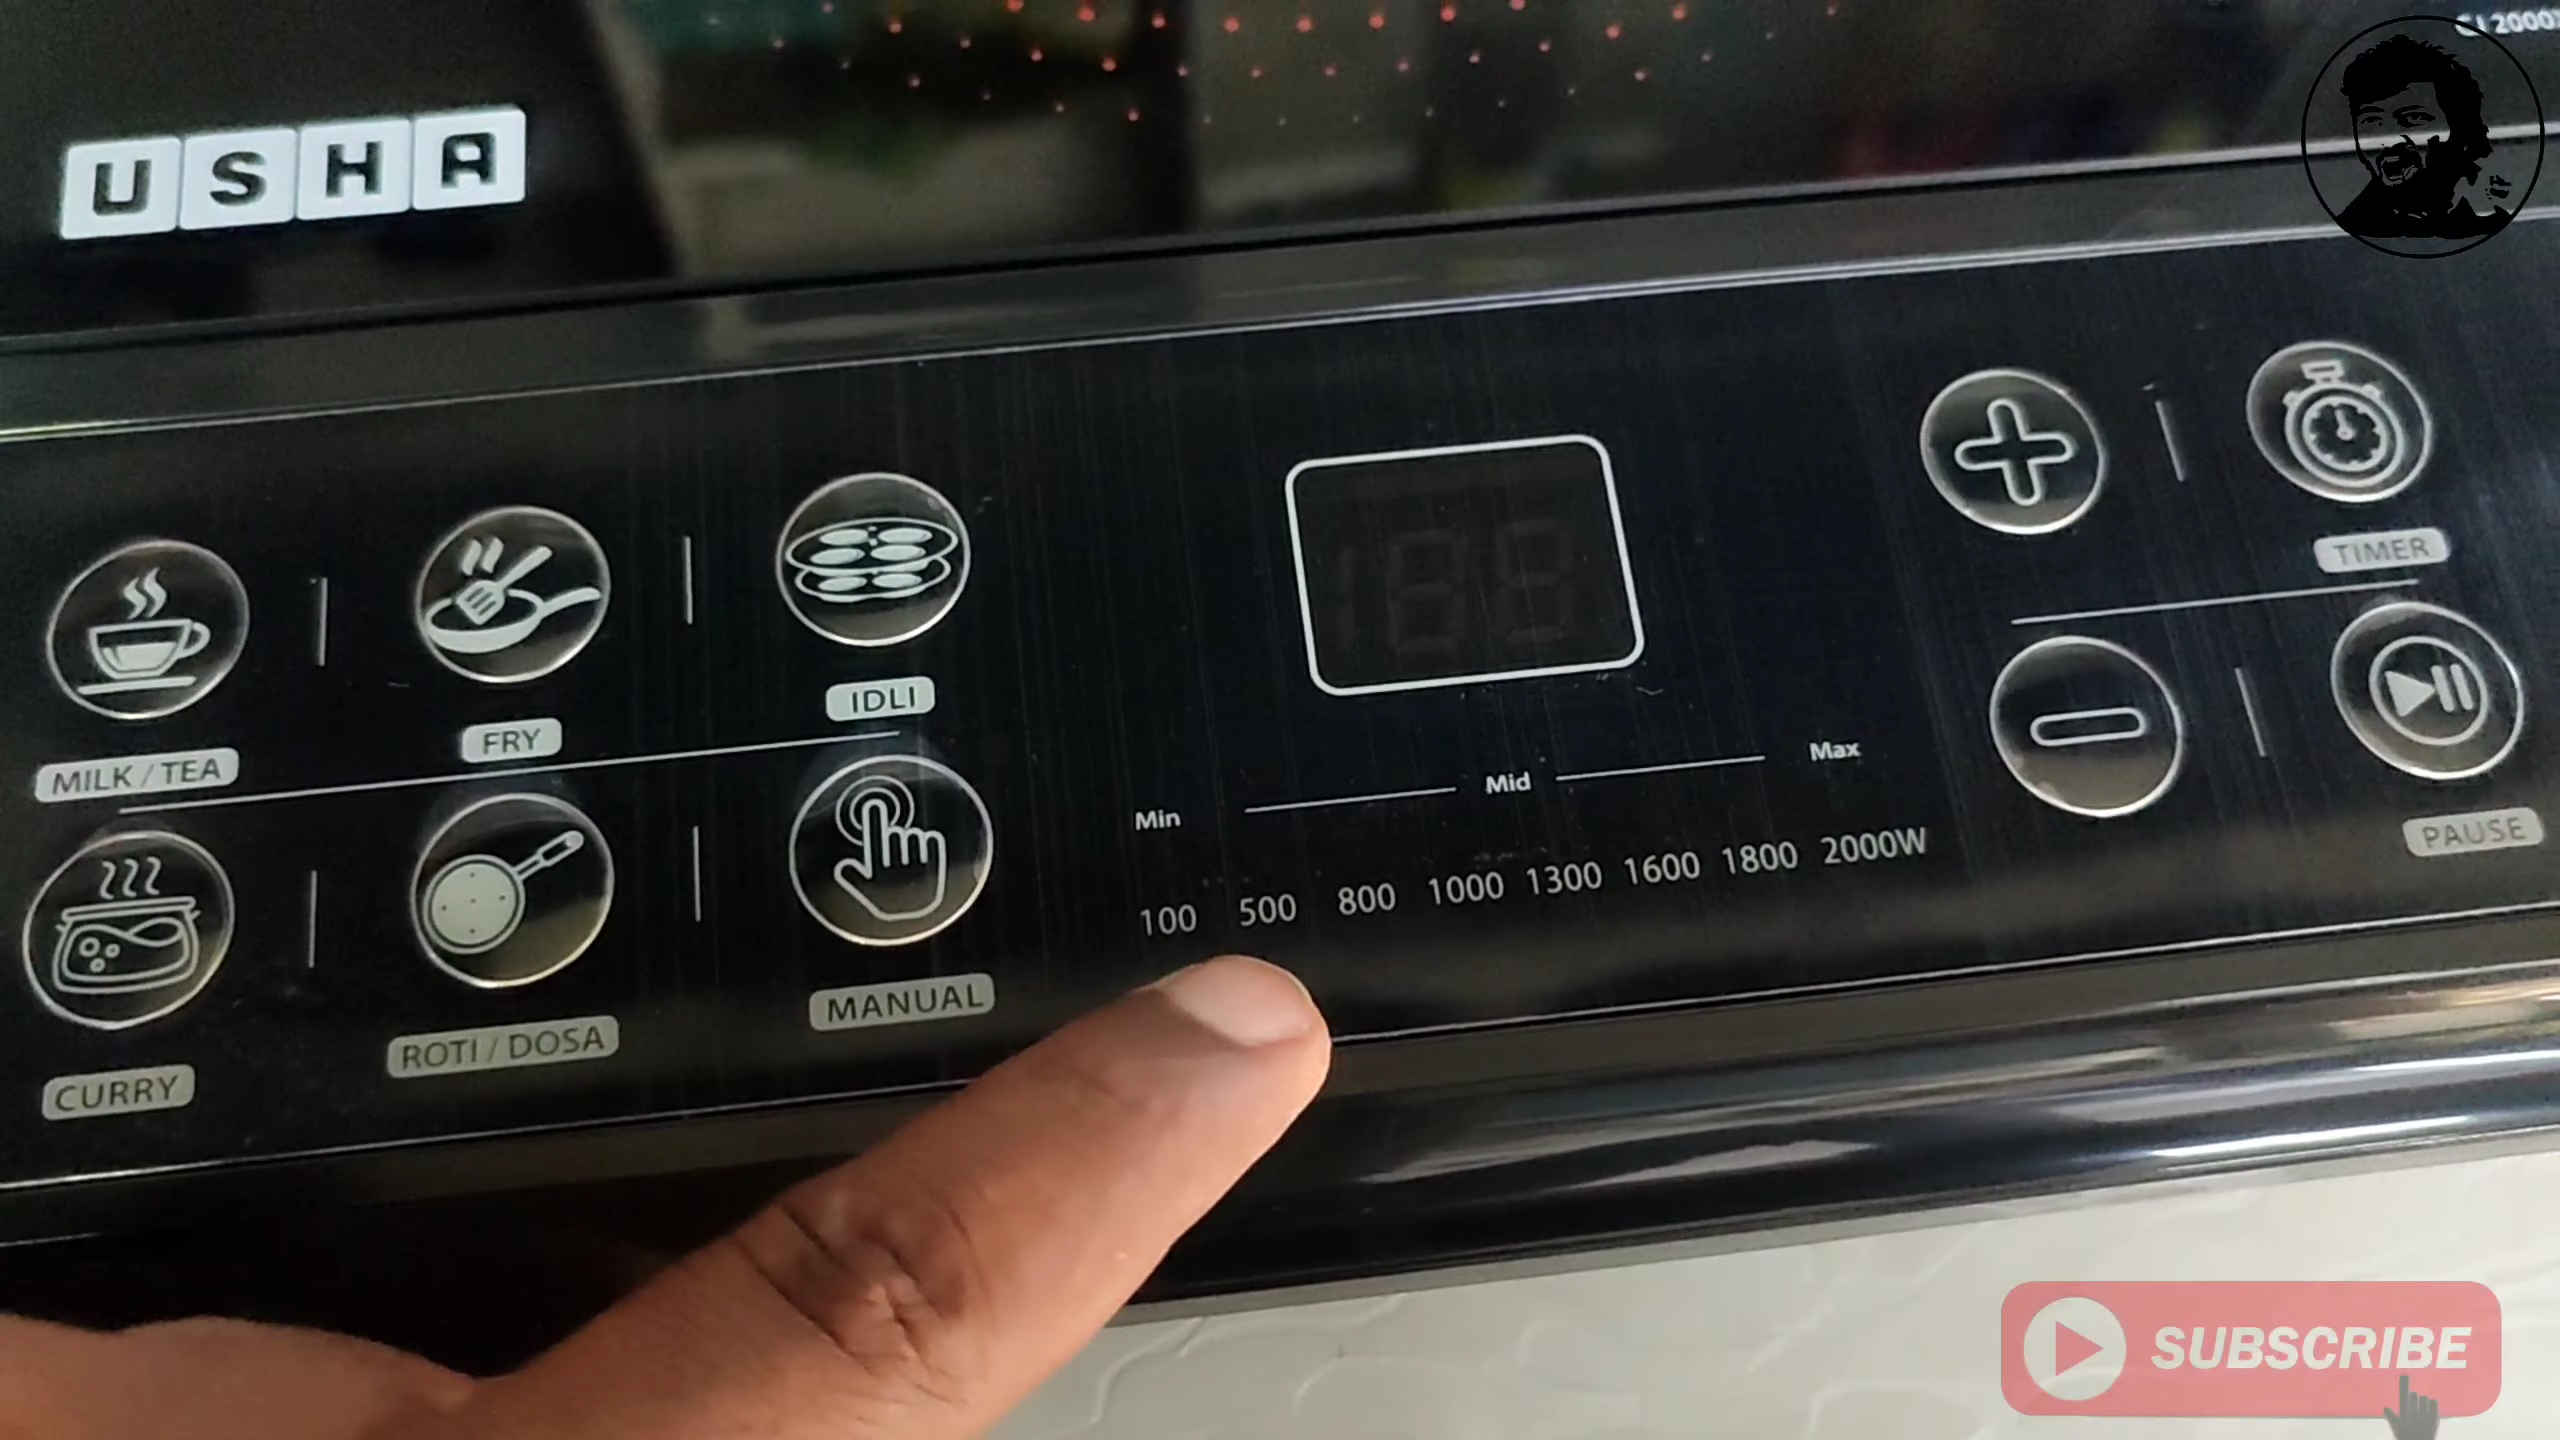 USHA
MILK / TEA
FRY
IDLI
CURRY
ROTI / DOSA
MANUAL
Min
Mid
Max
100 500 800 1000 1300 1600 1800 2000W
TIMER
PAUSE
SUBSCRIBE